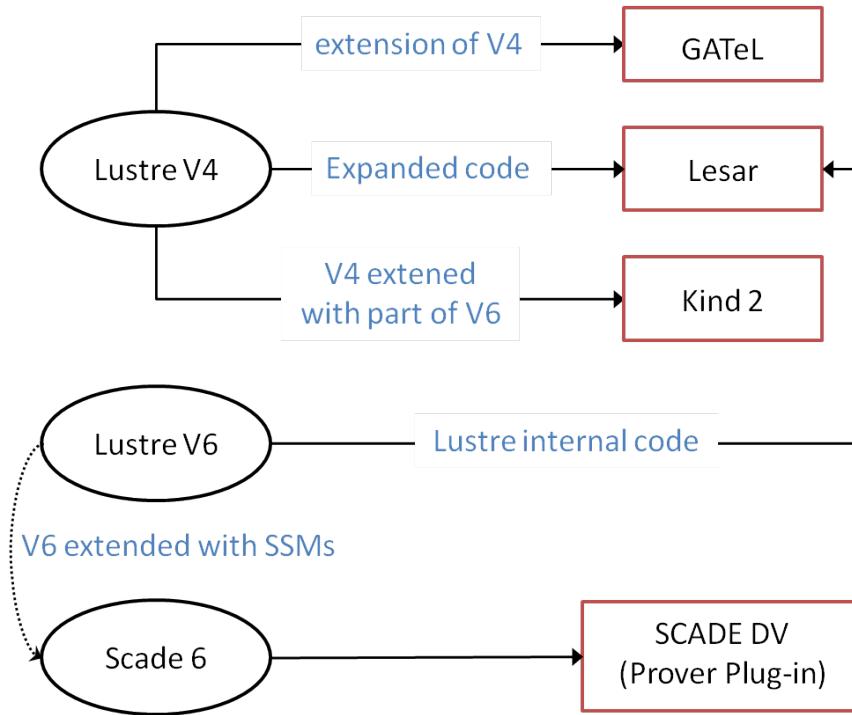 extension of V4
GATeL
Lustre V4
Expanded code
Lesar
V4 extened
with part of V6
Kind 2
Lustre V6
Lustre internal code
V6 extended with SSMs
Scade 6
SCADE DV
(Prover Plug-in)